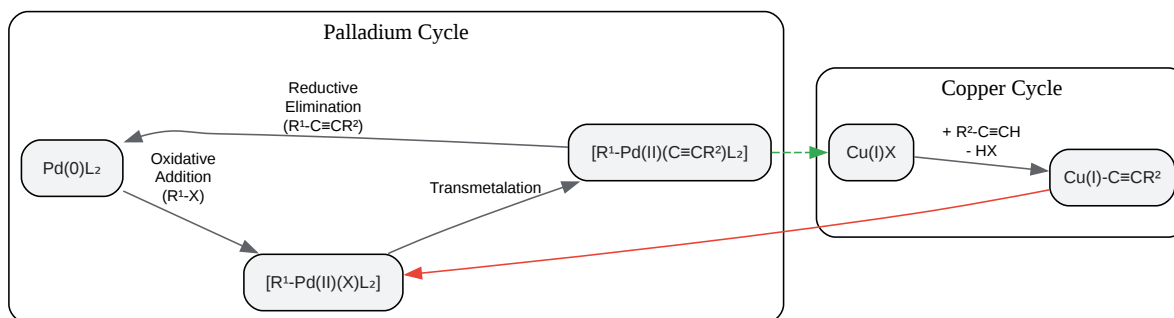 Palladium Cycle
Copper Cycle
Reductive
Elimination
(R¹-C≡CR²)
Pd(0)L₂
Oxidative
Addition
(R¹-X)
Transmetalation
[R¹-Pd(II)(C≡CR²)L₂]
[R¹-Pd(II)(X)L₂]
Cu(I)X
+ R²-C≡CH
- HX
Cu(I)-C≡CR²